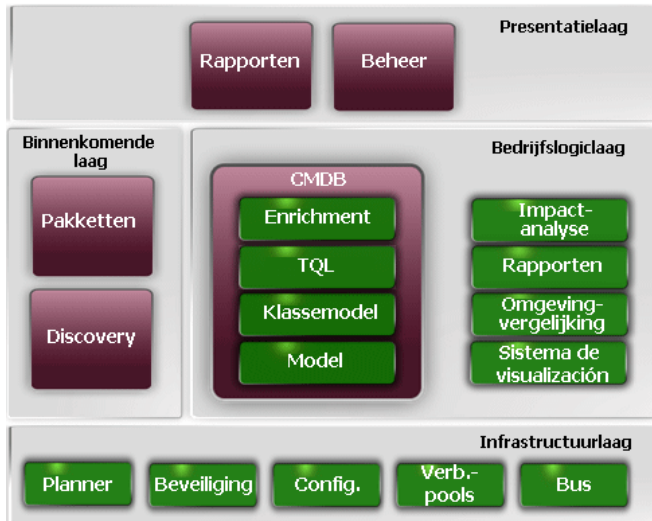 Presentatielaag
Rapporten
Beheer
Binnenkomende
laag
Pakketten
Discovery
Bedrijfslogiclaag
CMDB
Enrichment
TQL
Klassemodel
Model
Impact-
analyse
Rapporten
Omgeving-
vergelijking
Sistema de
visualización
Infrastructuurlaag
Planner
Beveiliging
Config.
Verb.-
pools
Bus